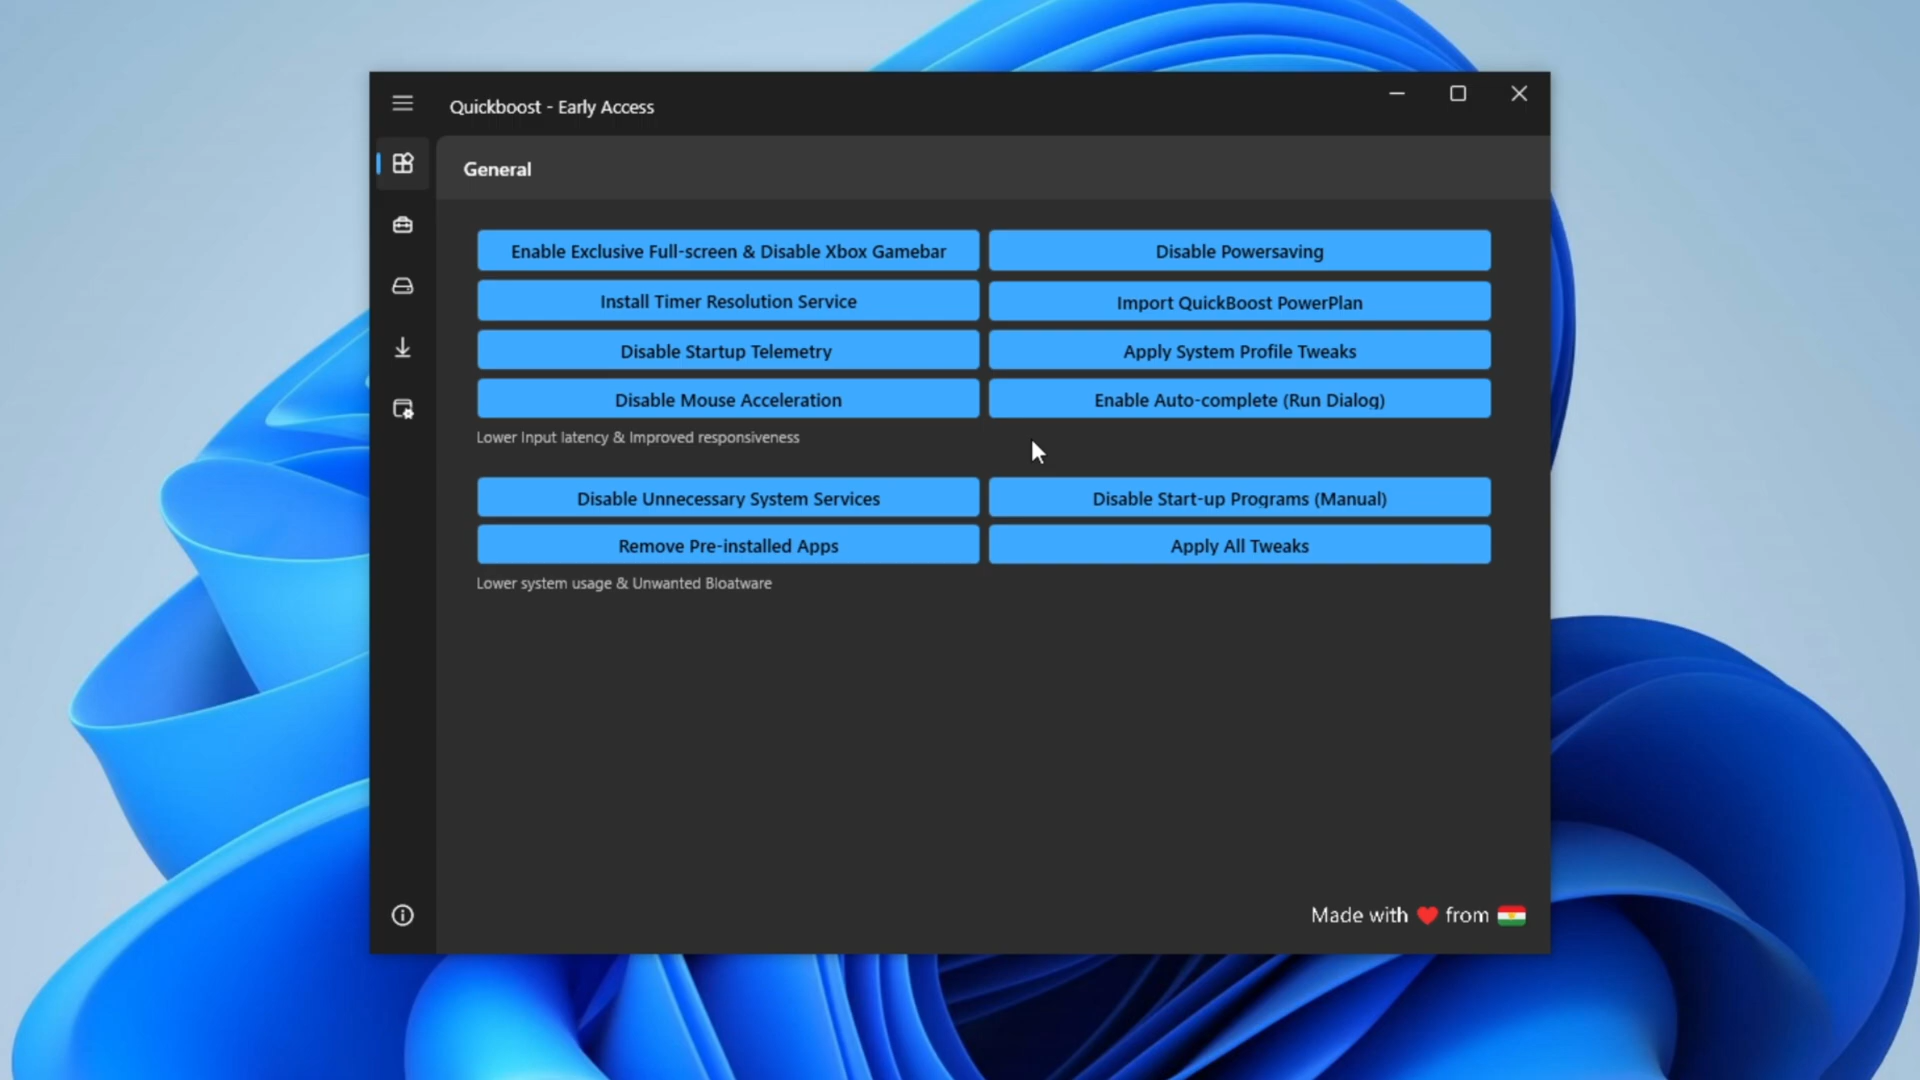 Quickboost - Early Access
General
Enable Exclusive Full-screen & Disable Xbox Gamebar
Disable Powersaving
Install Timer Resolution Service
Import QuickBoost PowerPlan
Disable Startup Telemetry
Apply System Profile Tweaks
Disable Mouse Acceleration
Enable Auto-complete (Run Dialog)
Lower Input latency & Improved responsiveness
Disable Unnecessary System Services
Disable Start-up Programs (Manual)
Remove Pre-installed Apps
Apply All Tweaks
Lower system usage & Unwanted Bloatware
Made with ❤️ from